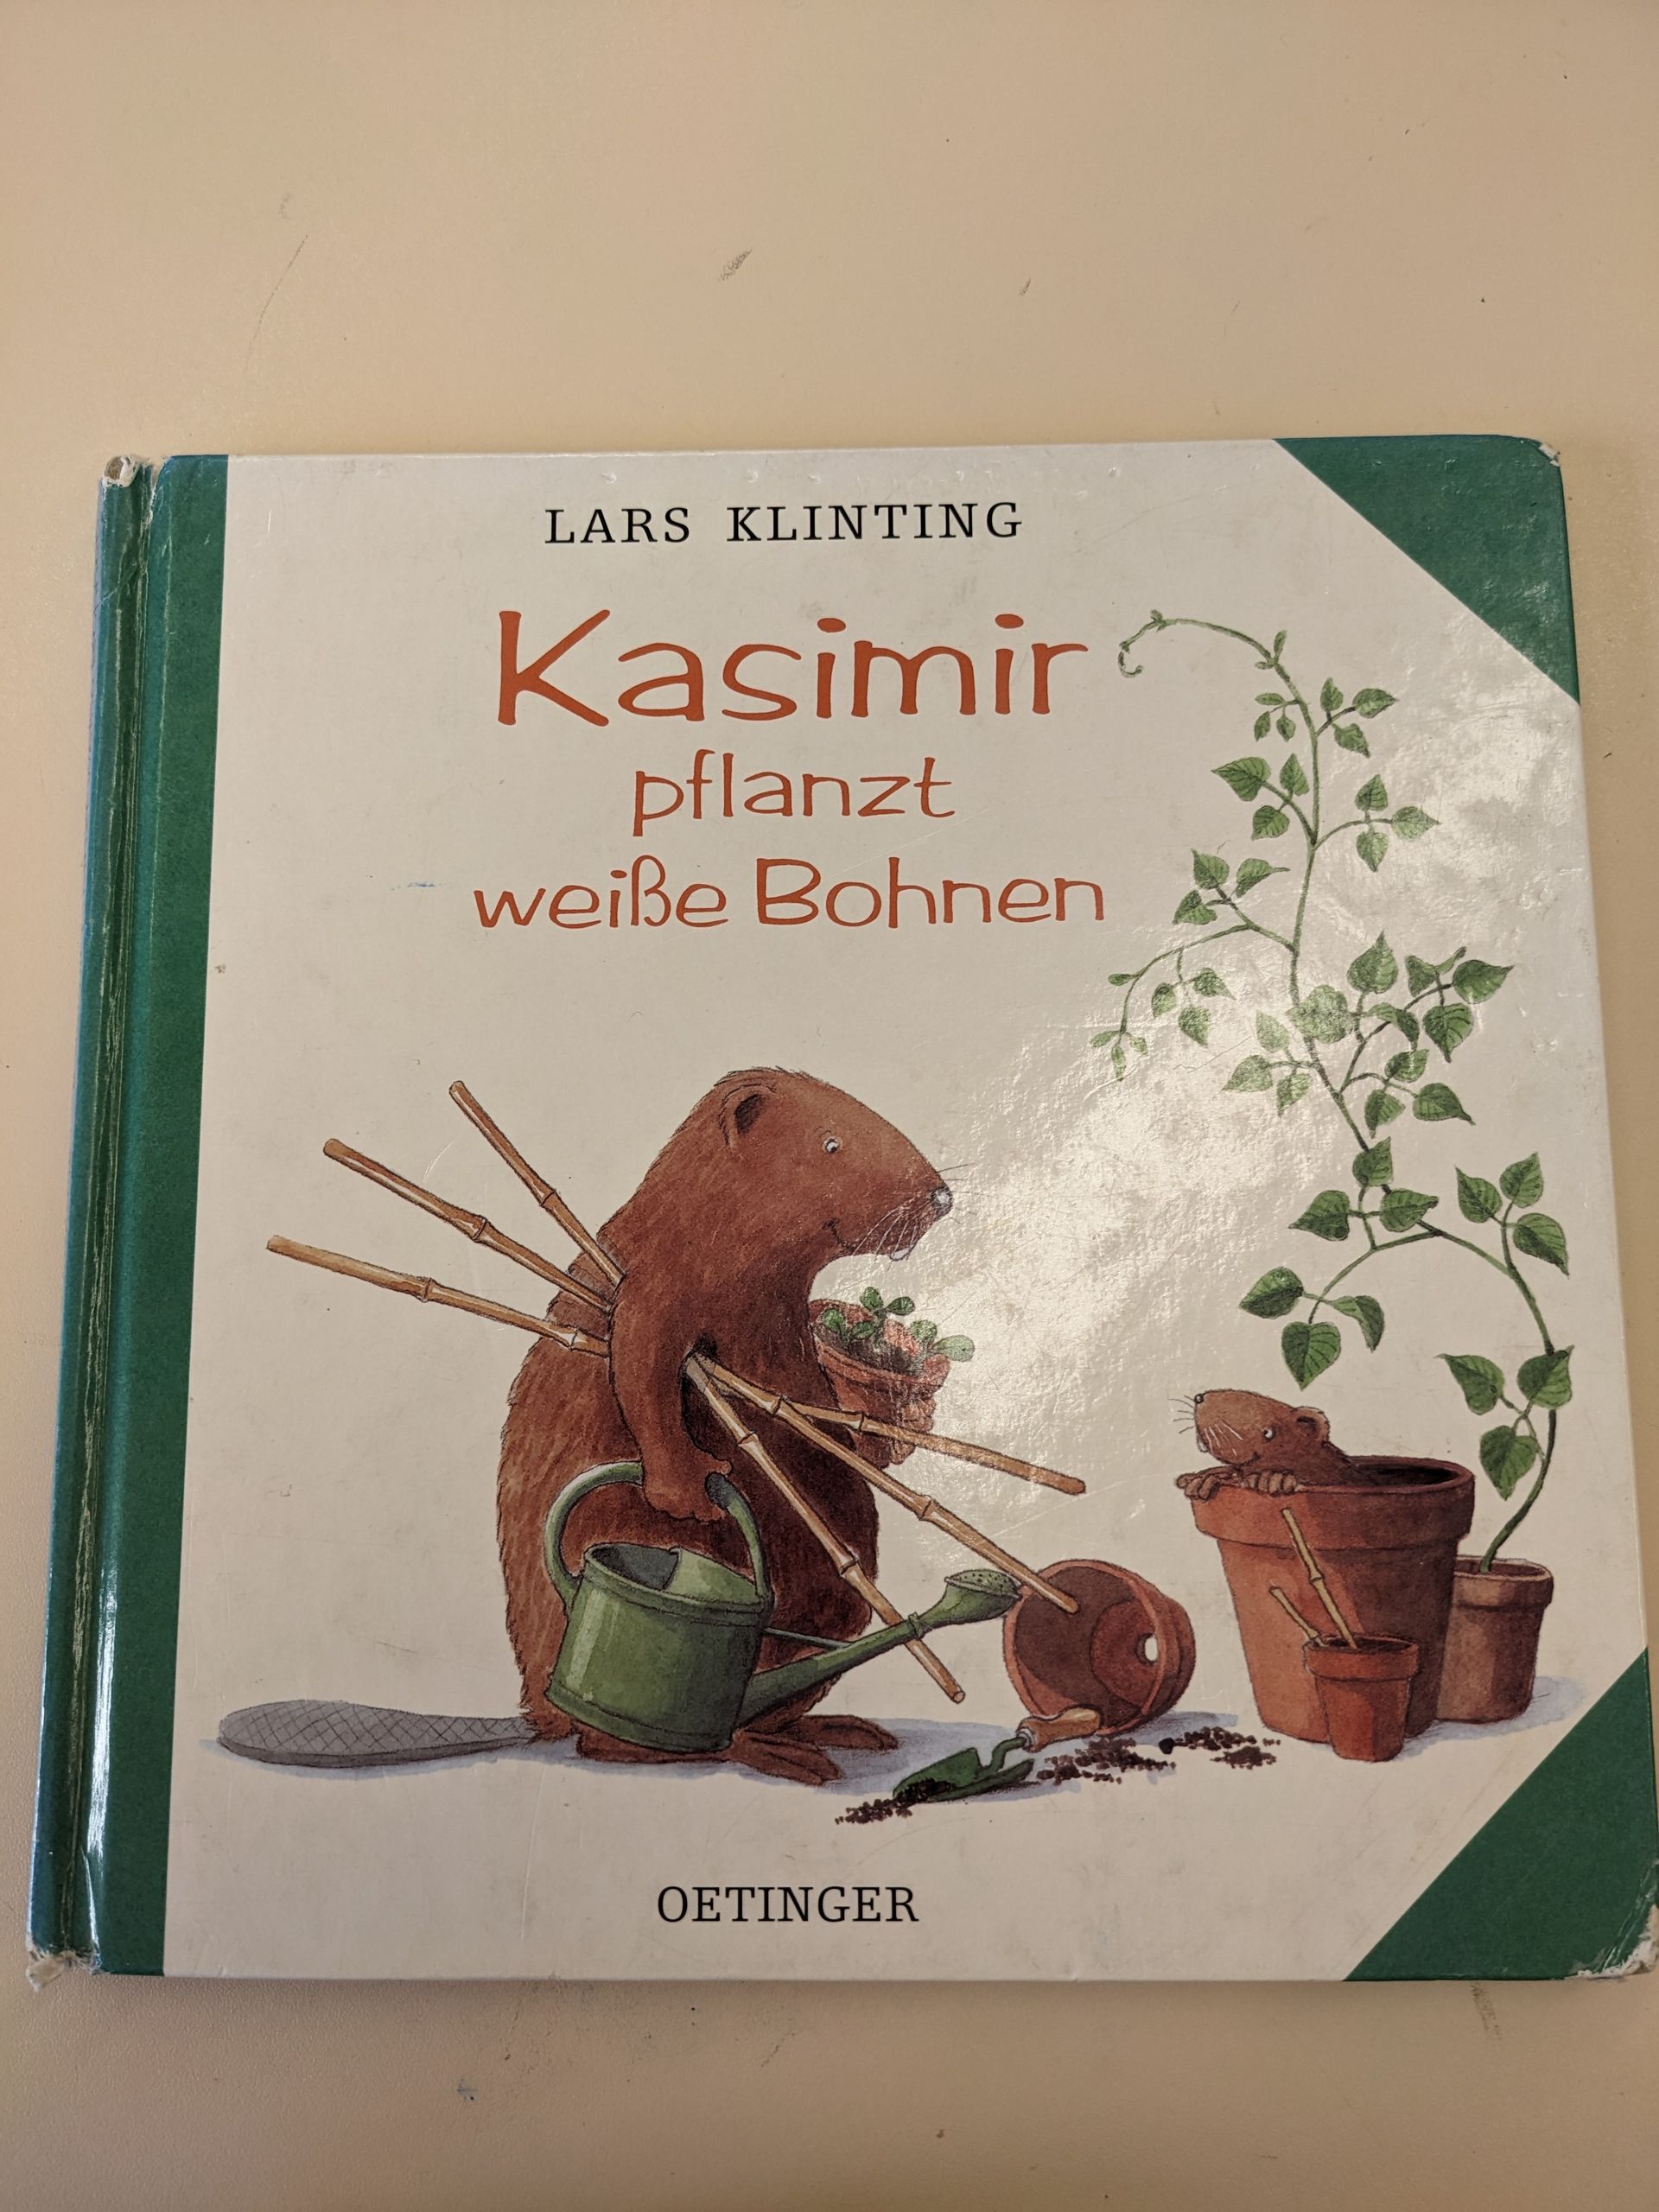 LARS KLINTING
Kasimir
pflanzt
weiße Bohnen
OETINGER